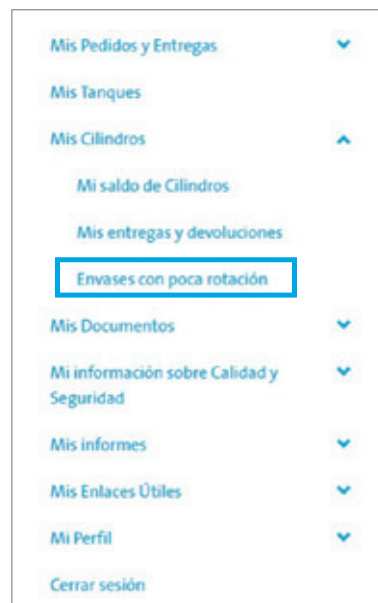 Mis Pedidos y Entregas
Mis Tanques
Mis Cilindros
Mi saldo de Cilindros
Mis entregas y devoluciones
Envases con poca rotación
Mis Documentos
Mi información sobre Calidad y
Seguridad
Mis informes
Mis Enlaces Útiles
Mi Perfil
Cerrar sesión